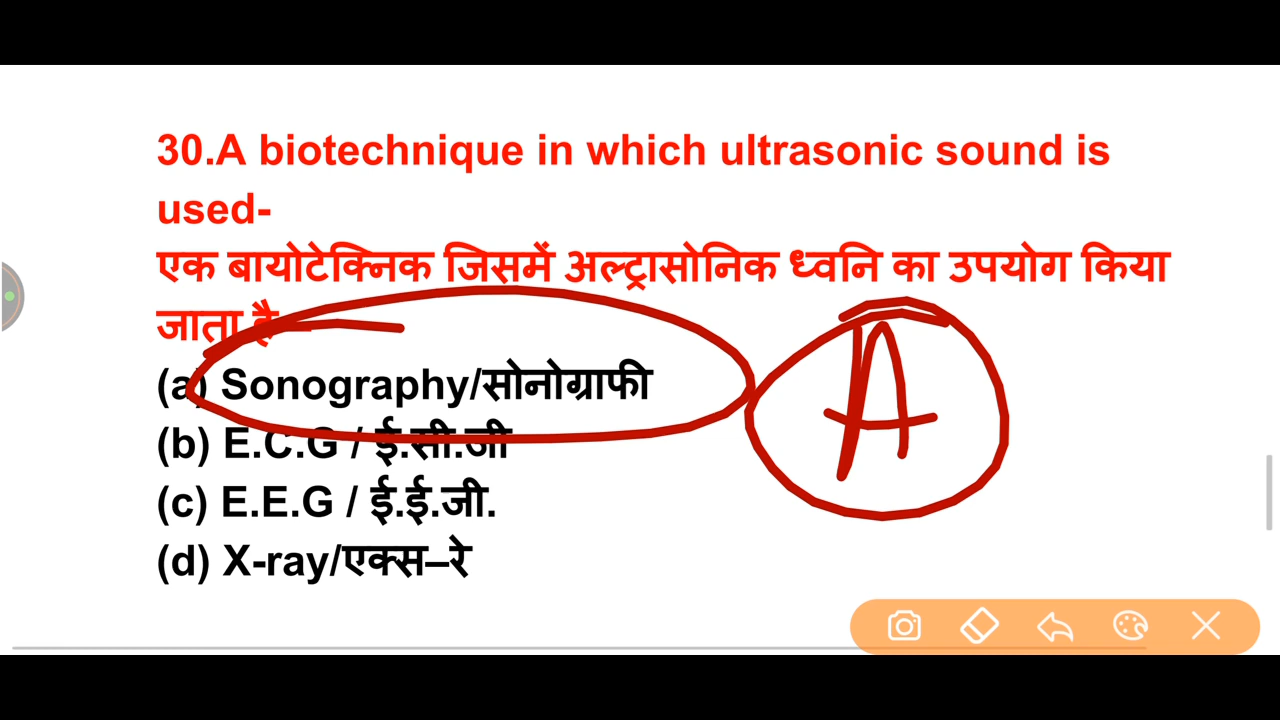 30.A biotechnique in which ultrasonic sound is
used-
एक बायोटेक्निक जिसमें अल्ट्रासोनिक ध्वनि का उपयोग किया
जाता है –
(a) Sonography/सोनोग्राफी
A
(b) E.C.G / ई.सी.जी
(c) E.E.G / ई.ई.जी.
(d) X-ray/एक्स–रे